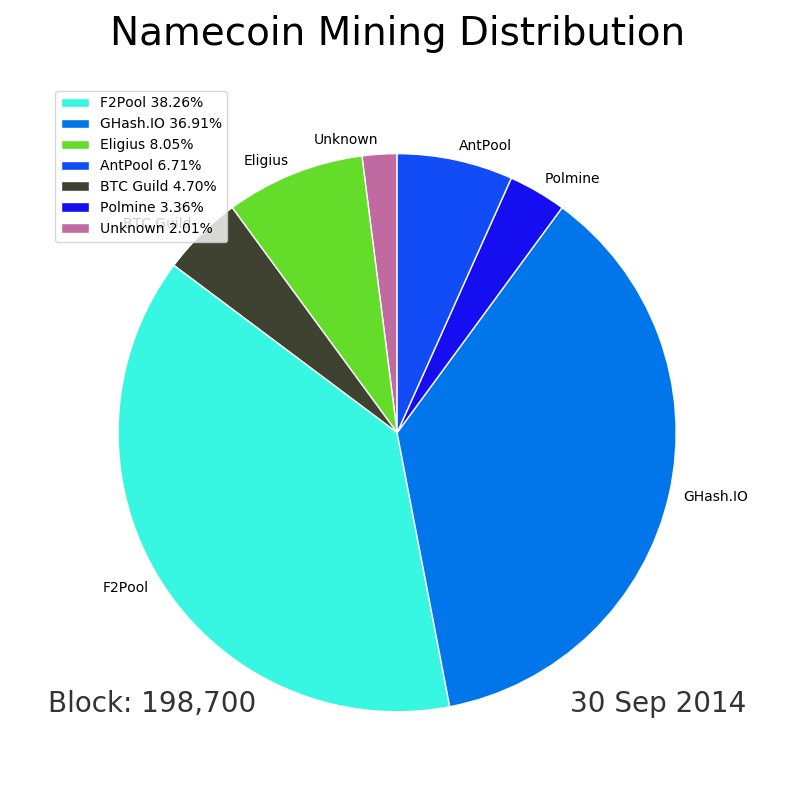 Namecoin Mining Distribution
F2Pool 38.26%
GHash.IO 36.91%
Eligius 8.05%
AntPool 6.71%
BTC Guild 4.70%
Polmine 3.36%
Unknown 2.01%
Unknown
AntPool
Eligius
Polmine
BTC Guild
GHash.IO
F2Pool
Block: 198,700
30 Sep 2014